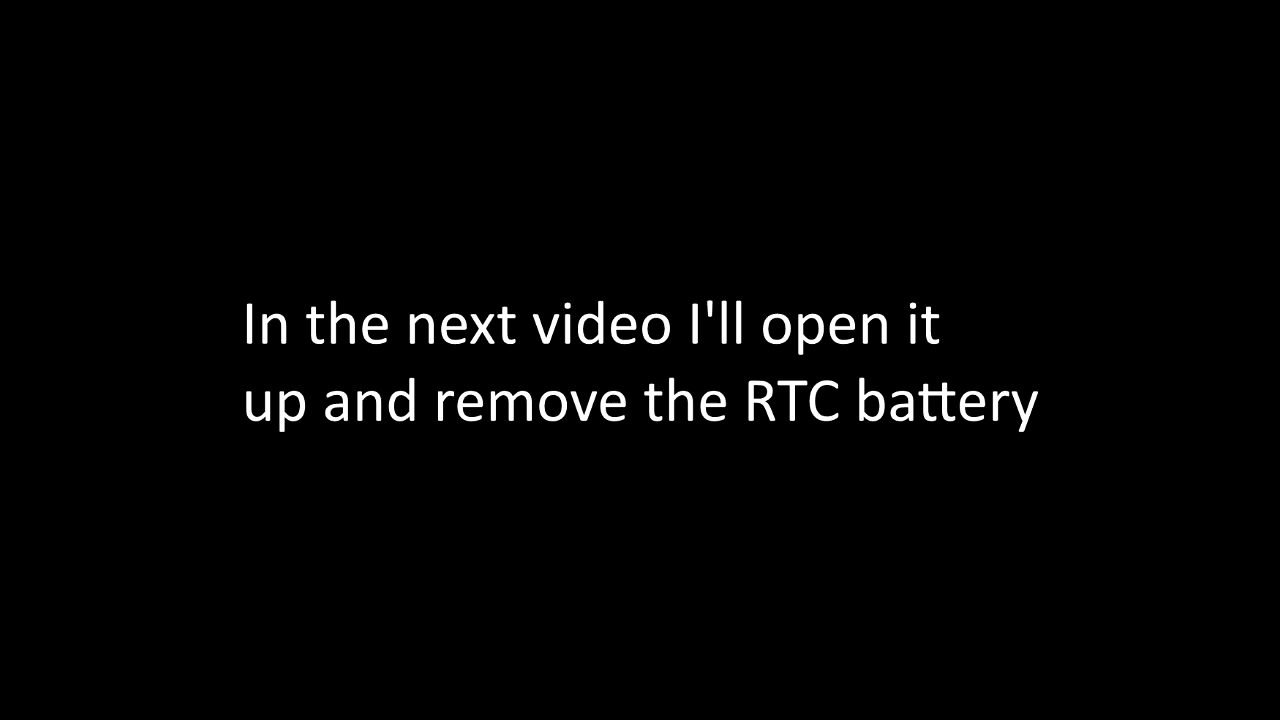 In the next video I'll open it
up and remove the RTC battery